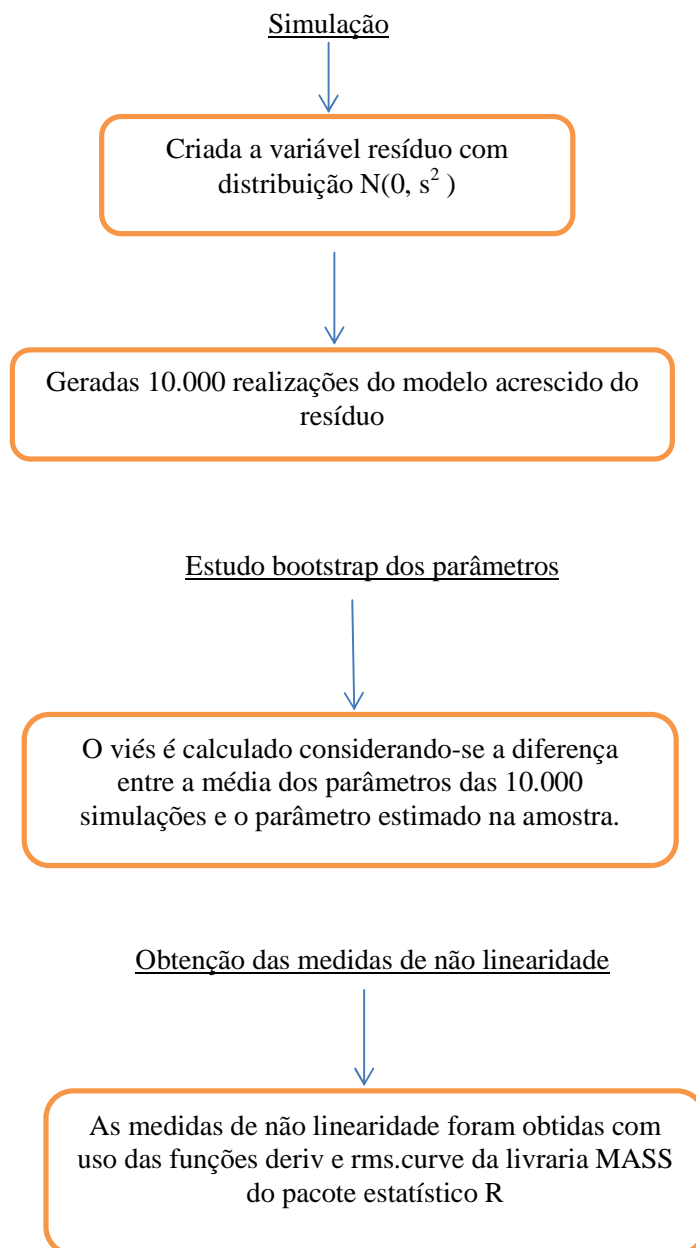 Simulação
Criada a variável resíduo com
distribuição N(0, s² )
Geradas 10.000 realizações do modelo acrescido do
resíduo
Estudo bootstrap dos parâmetros
O viés é calculado considerando-se a diferença
entre a média dos parâmetros das 10.000
simulações e o parâmetro estimado na amostra.
Obtenção das medidas de não linearidade
As medidas de não linearidade foram obtidas com
uso das funções deriv e rms.curve da livraria MASS
do pacote estatístico R